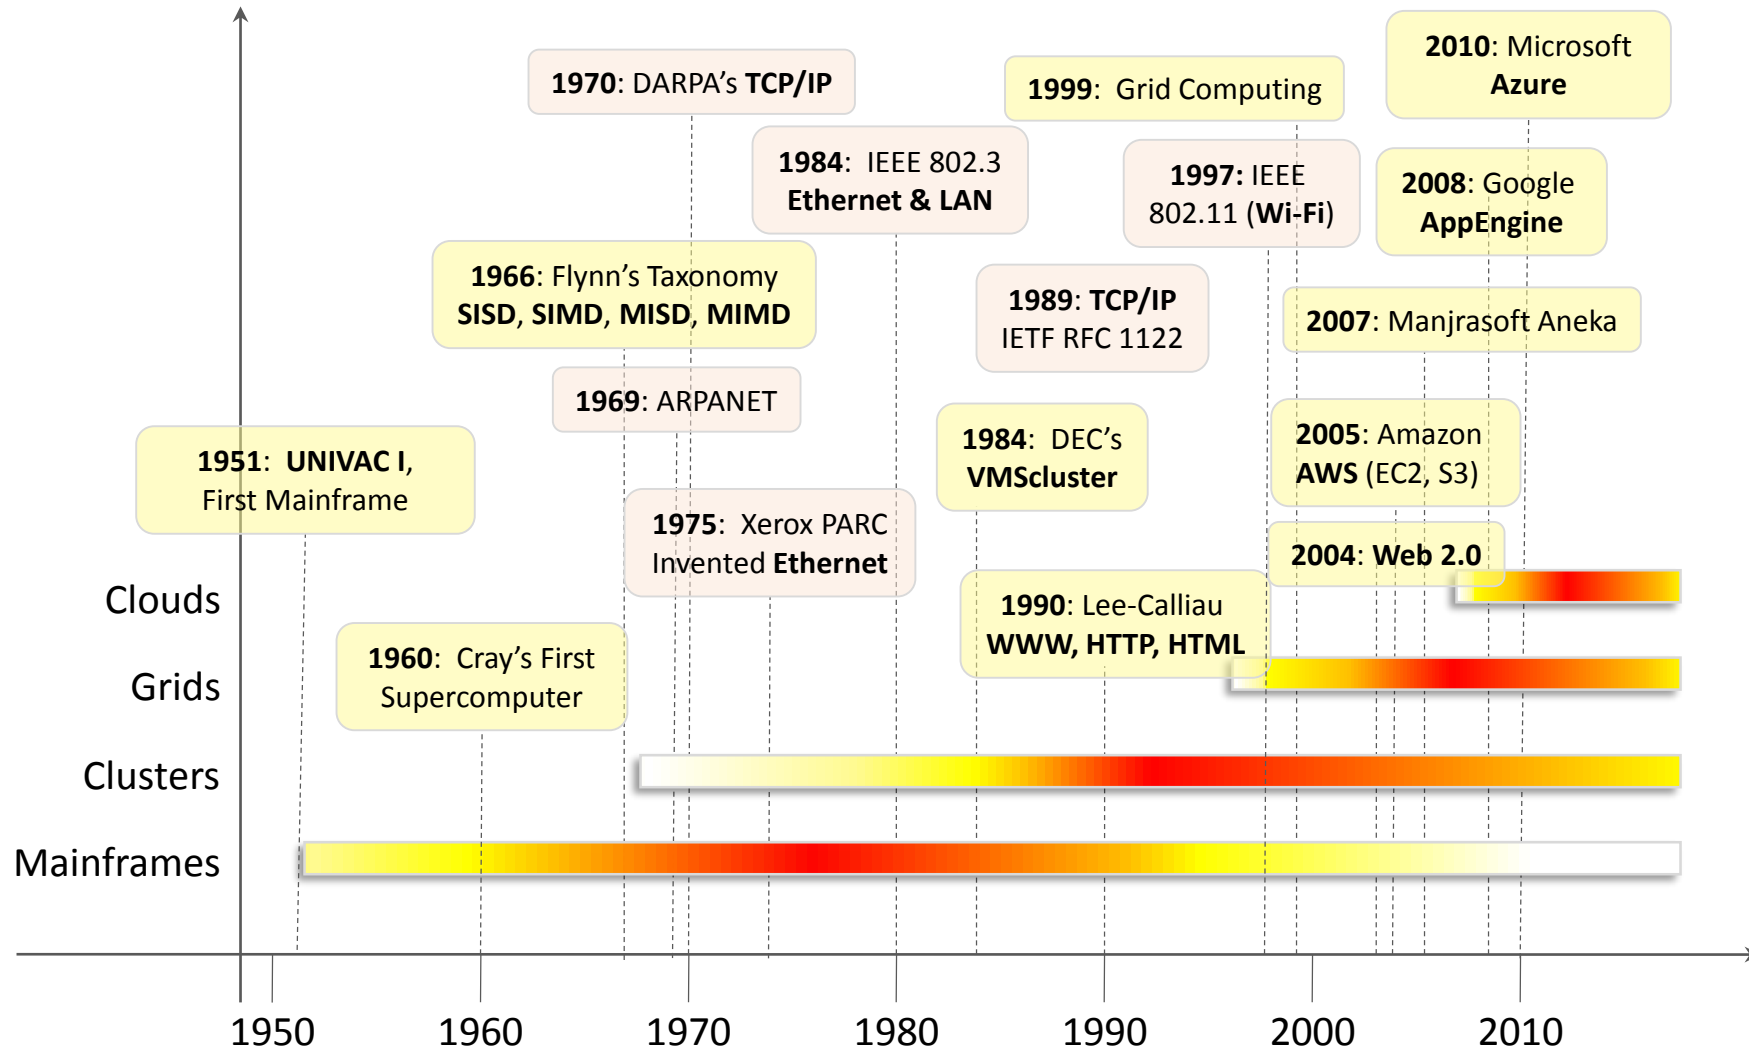 1970: DARPA's TCP/IP
1999: Grid Computing
2010: Microsoft
Azure
1984: IEEE 802.3
Ethernet & LAN
1997: IEEE
802.11 (Wi-Fi)
2008: Google
AppEngine
1966: Flynn's Taxonomy
SISD, SIMD, MISD, MIMD
1989: TCP/IP
IETF RFC 1122
2007: Manjrasoft Aneka
1969: ARPANET
1951: UNIVAC I,
First Mainframe
1984: DEC's
VMScluster
2005: Amazon
AWS (EC2, S3)
1975: Xerox PARC
Invented Ethernet
2004: Web 2.0
1990: Lee-Calliau
WWW, HTTP, HTML
1960: Cray's First
Supercomputer
Clouds
Grids
Clusters
Mainframes
1950 1960 1970 1980 1990 2000 2010